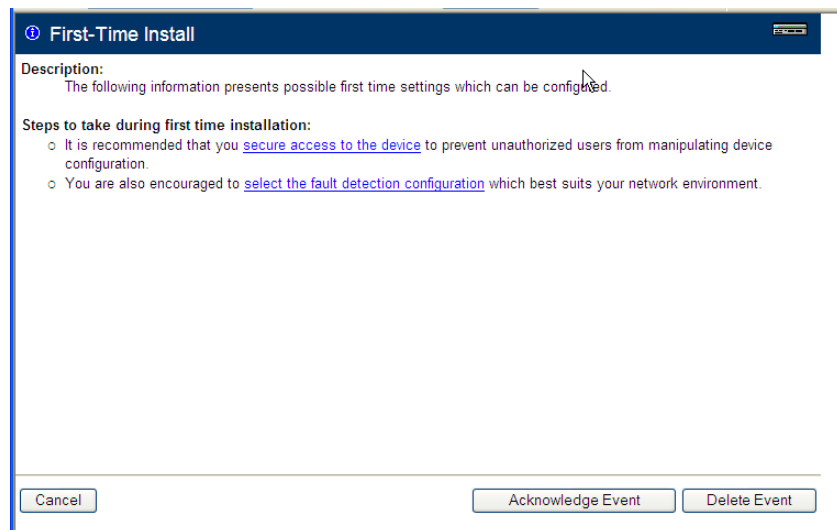 First-Time Install
Description:
The following information presents possible first time settings which can be configured.
Steps to take during first time installation:
o It is recommended that you secure access to the device to prevent unauthorized users from manipulating device
configuration.
o You are also encouraged to select the fault detection configuration which best suits your network environment.
Cancel Acknowledge Event Delete Event